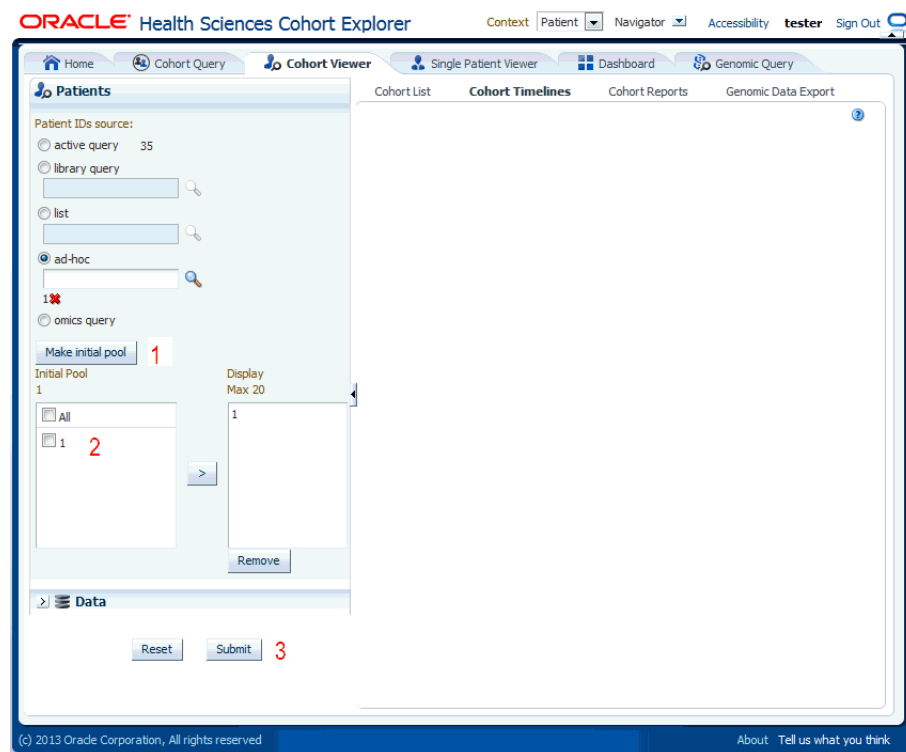 ORACLE® Health Sciences Cohort Explorer
Context Patient Navigator Accessibility tester Sign Out
Home Cohort Query Cohort Viewer Single Patient Viewer Dashboard Genomic Query
Patients
Cohort List Cohort Timelines Cohort Reports Genomic Data Export
?
Patient IDs source:
active query 35
library query
list
ad-hoc
1
omics query
Make initial pool 1
Initial Pool Display
1 Max 20
All 1
1 2
>
Remove
Data
Reset Submit 3
(c) 2013 Oracle Corporation, All rights reserved About Tell us what you think